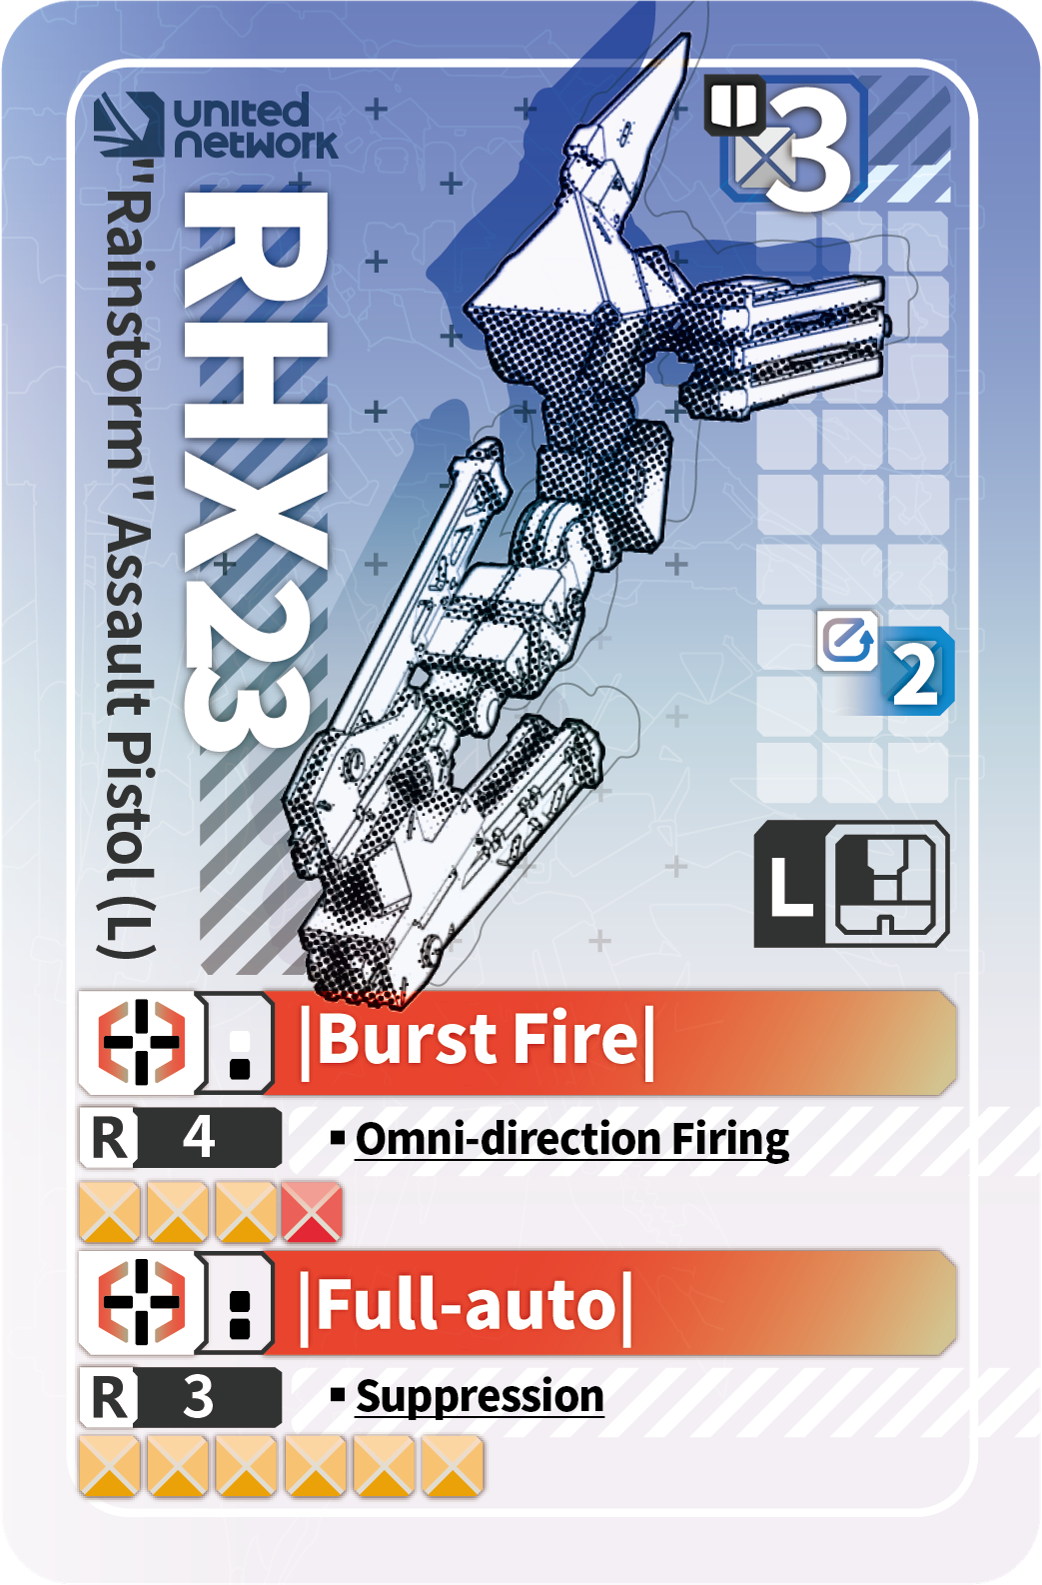 United
Network
"Rainstorm" Assault Pistol (L)
RHX23
3
2
L
|Burst Fire|
R 4
▪ Omni-direction Firing
|Full-auto|
R 3
▪ Suppression